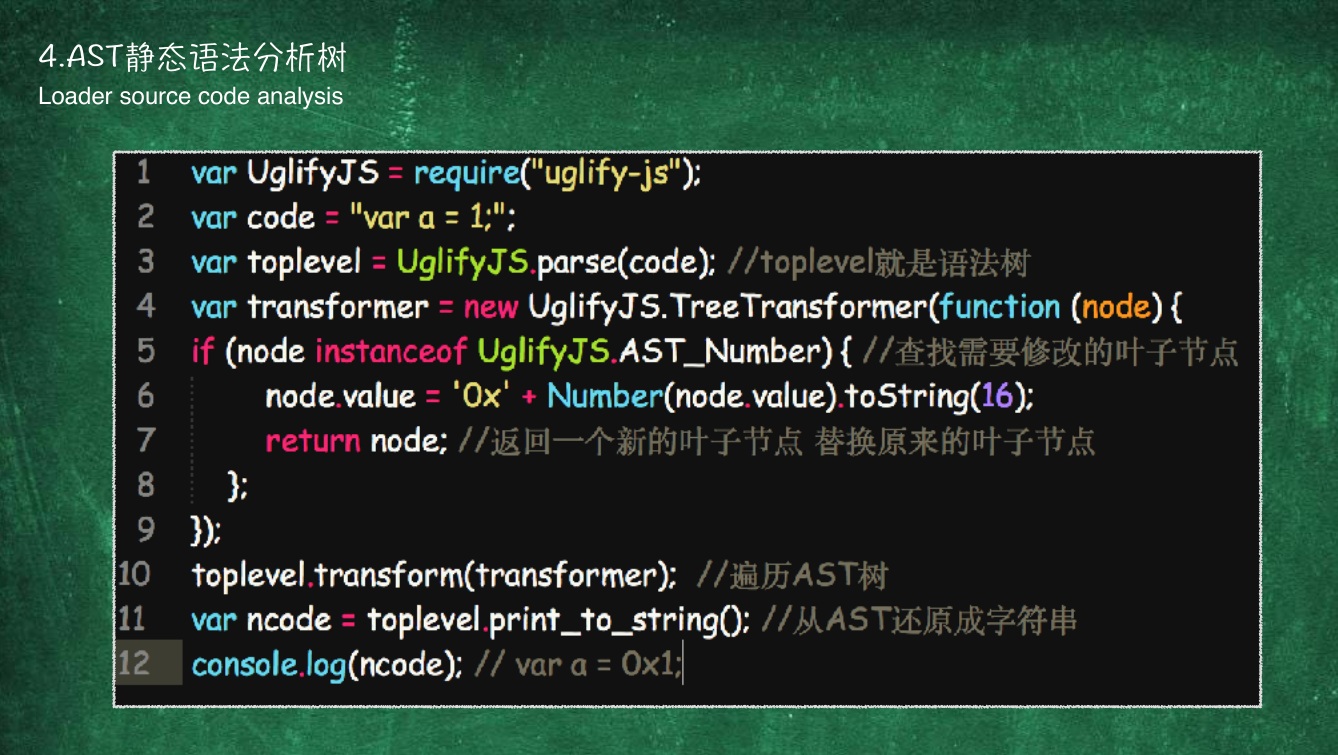 4.AST静态语法分析树
Loader source code analysis
1 var UglifyJS = require("uglify-js");
2 var code = "var a = 1;";
3 var toplevel = UglifyJS.parse(code); //toplevel就是语法树
4 var transformer = new UglifyJS.TreeTransformer(function (node) {
5 if (node instanceof UglifyJS.AST_Number) { //查找需要修改的叶子节点
6 node.value = '0x' + Number(node.value).toString(16);
7 return node; //返回一个新的叶子节点 替换原来的叶子节点
8 };
9 });
10 toplevel.transform(transformer); //遍历AST树
11 var ncode = toplevel.print_to_string(); //从AST还原成字符串
12 console.log(ncode); // var a = 0x1;